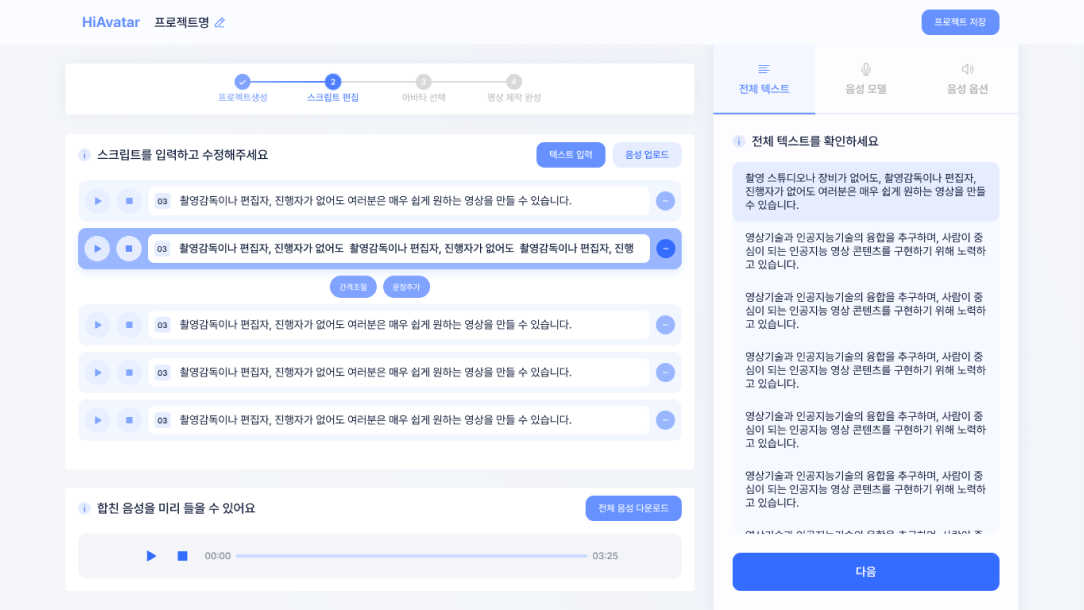 HiAvatar 프로젝트명
프로젝트 저장
✓ 2 3 4
프로젝트생성 스크립트 편집 아바타 선택 영상 제작 완성
스크립트를 입력하고 수정해주세요
텍스트 입력 음성 업로드
03 촬영감독이나 편집자, 진행자가 없어도 여러분은 매우 쉽게 원하는 영상을 만들 수 있습니다.
03 촬영감독이나 편집자, 진행자가 없어도 촬영감독이나 편집자, 진행자가 없어도 촬영감독이나 편집자, 진행
간격조절 문장추가
03 촬영감독이나 편집자, 진행자가 없어도 여러분은 매우 쉽게 원하는 영상을 만들 수 있습니다.
03 촬영감독이나 편집자, 진행자가 없어도 여러분은 매우 쉽게 원하는 영상을 만들 수 있습니다.
03 촬영감독이나 편집자, 진행자가 없어도 여러분은 매우 쉽게 원하는 영상을 만들 수 있습니다.
합친 음성을 미리 들을 수 있어요
전체 음성 다운로드
00:00 03:25
전체 텍스트 음성 모델 음성 옵션
전체 텍스트를 확인하세요
촬영 스튜디오나 장비가 없어도, 촬영감독이나 편집자,
진행자가 없어도 여러분은 매우 쉽게 원하는 영상을 만들
수 있습니다.
영상기술과 인공지능기술의 융합을 추구하며, 사람이 중
심이 되는 인공지능 영상 콘텐츠를 구현하기 위해 노력하
고 있습니다.
영상기술과 인공지능기술의 융합을 추구하며, 사람이 중
심이 되는 인공지능 영상 콘텐츠를 구현하기 위해 노력하
고 있습니다.
영상기술과 인공지능기술의 융합을 추구하며, 사람이 중
심이 되는 인공지능 영상 콘텐츠를 구현하기 위해 노력하
고 있습니다.
영상기술과 인공지능기술의 융합을 추구하며, 사람이 중
심이 되는 인공지능 영상 콘텐츠를 구현하기 위해 노력하
고 있습니다.
영상기술과 인공지능기술의 융합을 추구하며, 사람이 중
심이 되는 인공지능 영상 콘텐츠를 구현하기 위해 노력하
고 있습니다.
다음